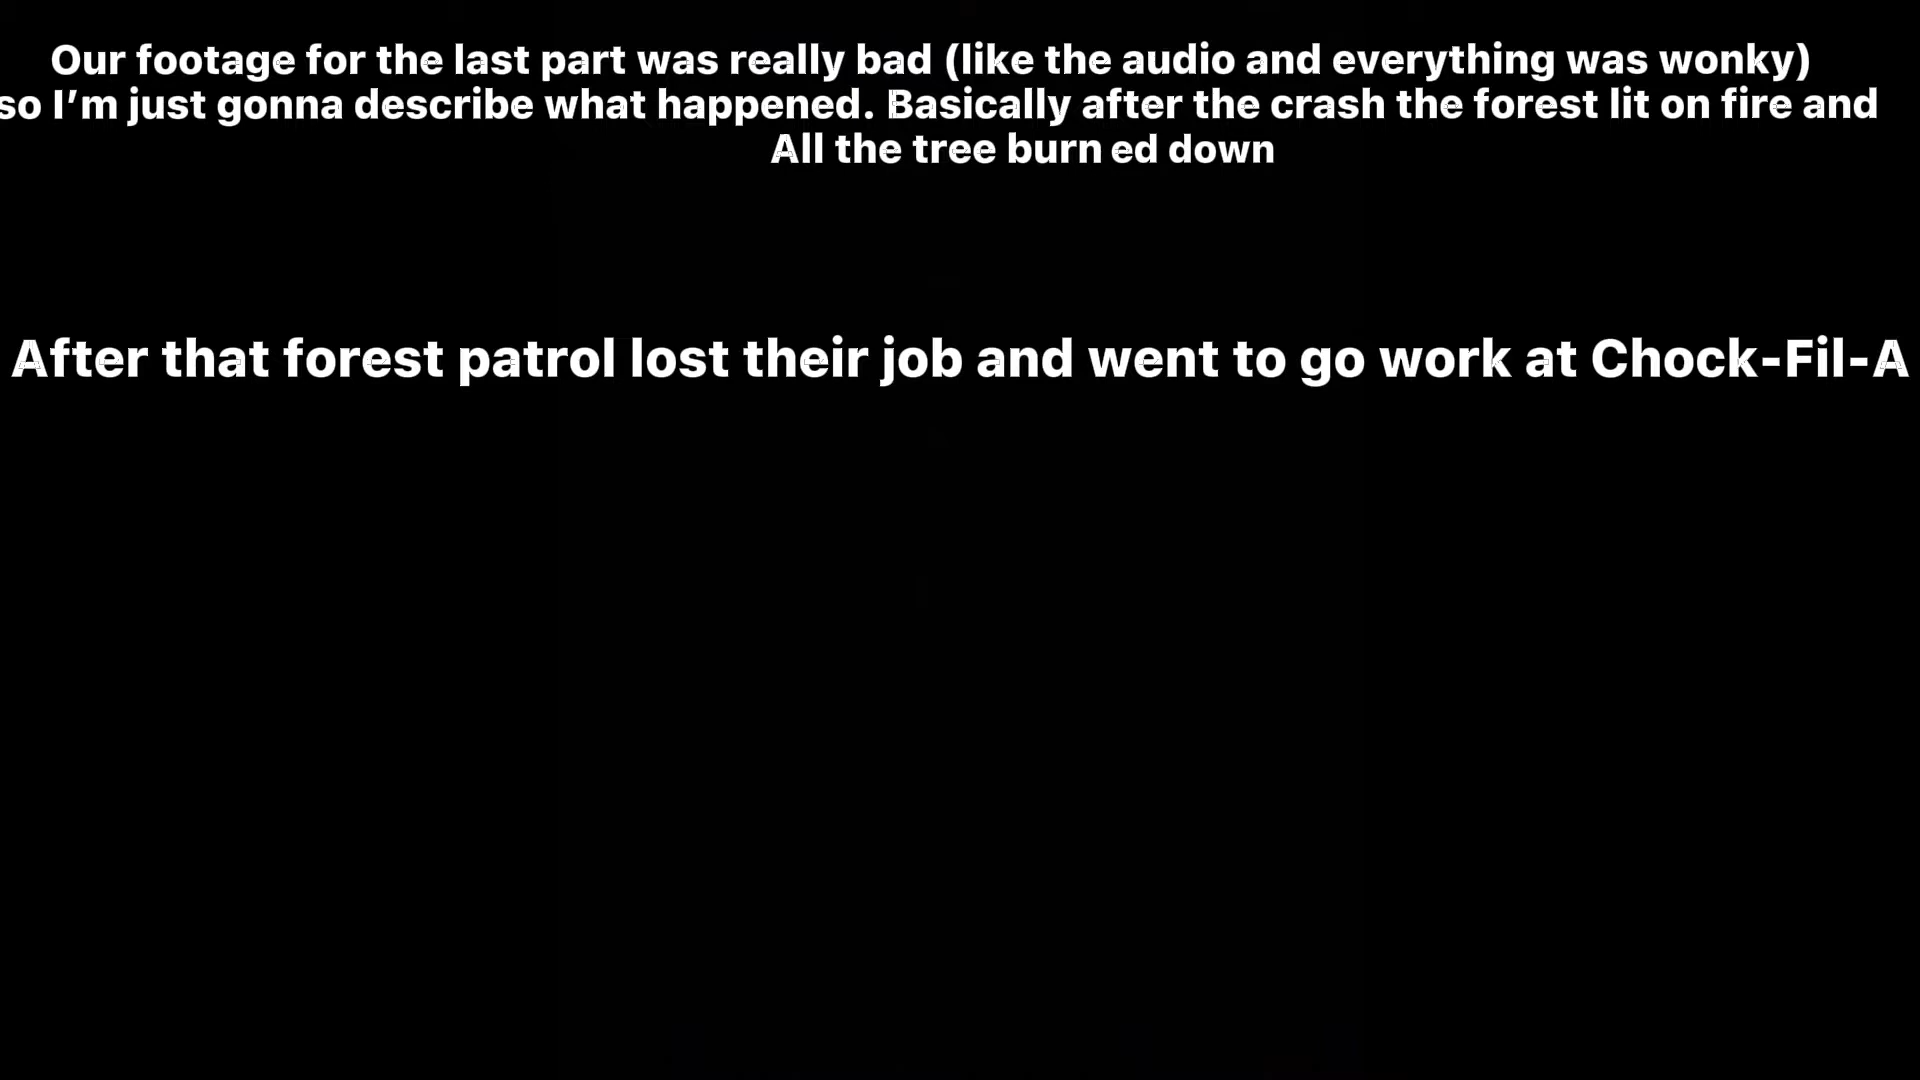 Our footage for the last part was really bad (like the audio and everything was wonky)
so I’m just gonna describe what happened. Basically after the crash the forest lit on fire and
All the tree burn ed down
After that forest patrol lost their job and went to go work at Chock-Fil-A